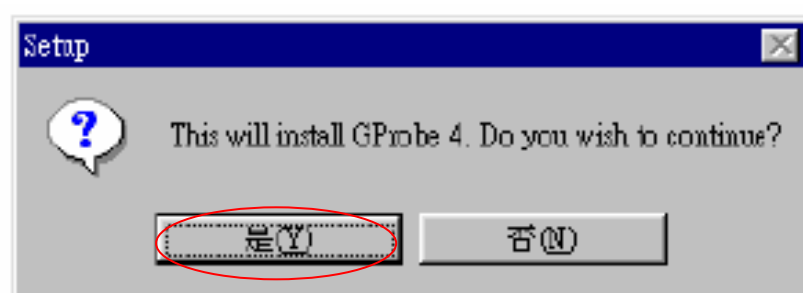 Setup
This will install GProbe 4. Do you wish to continue?
是(Y) 否(N)